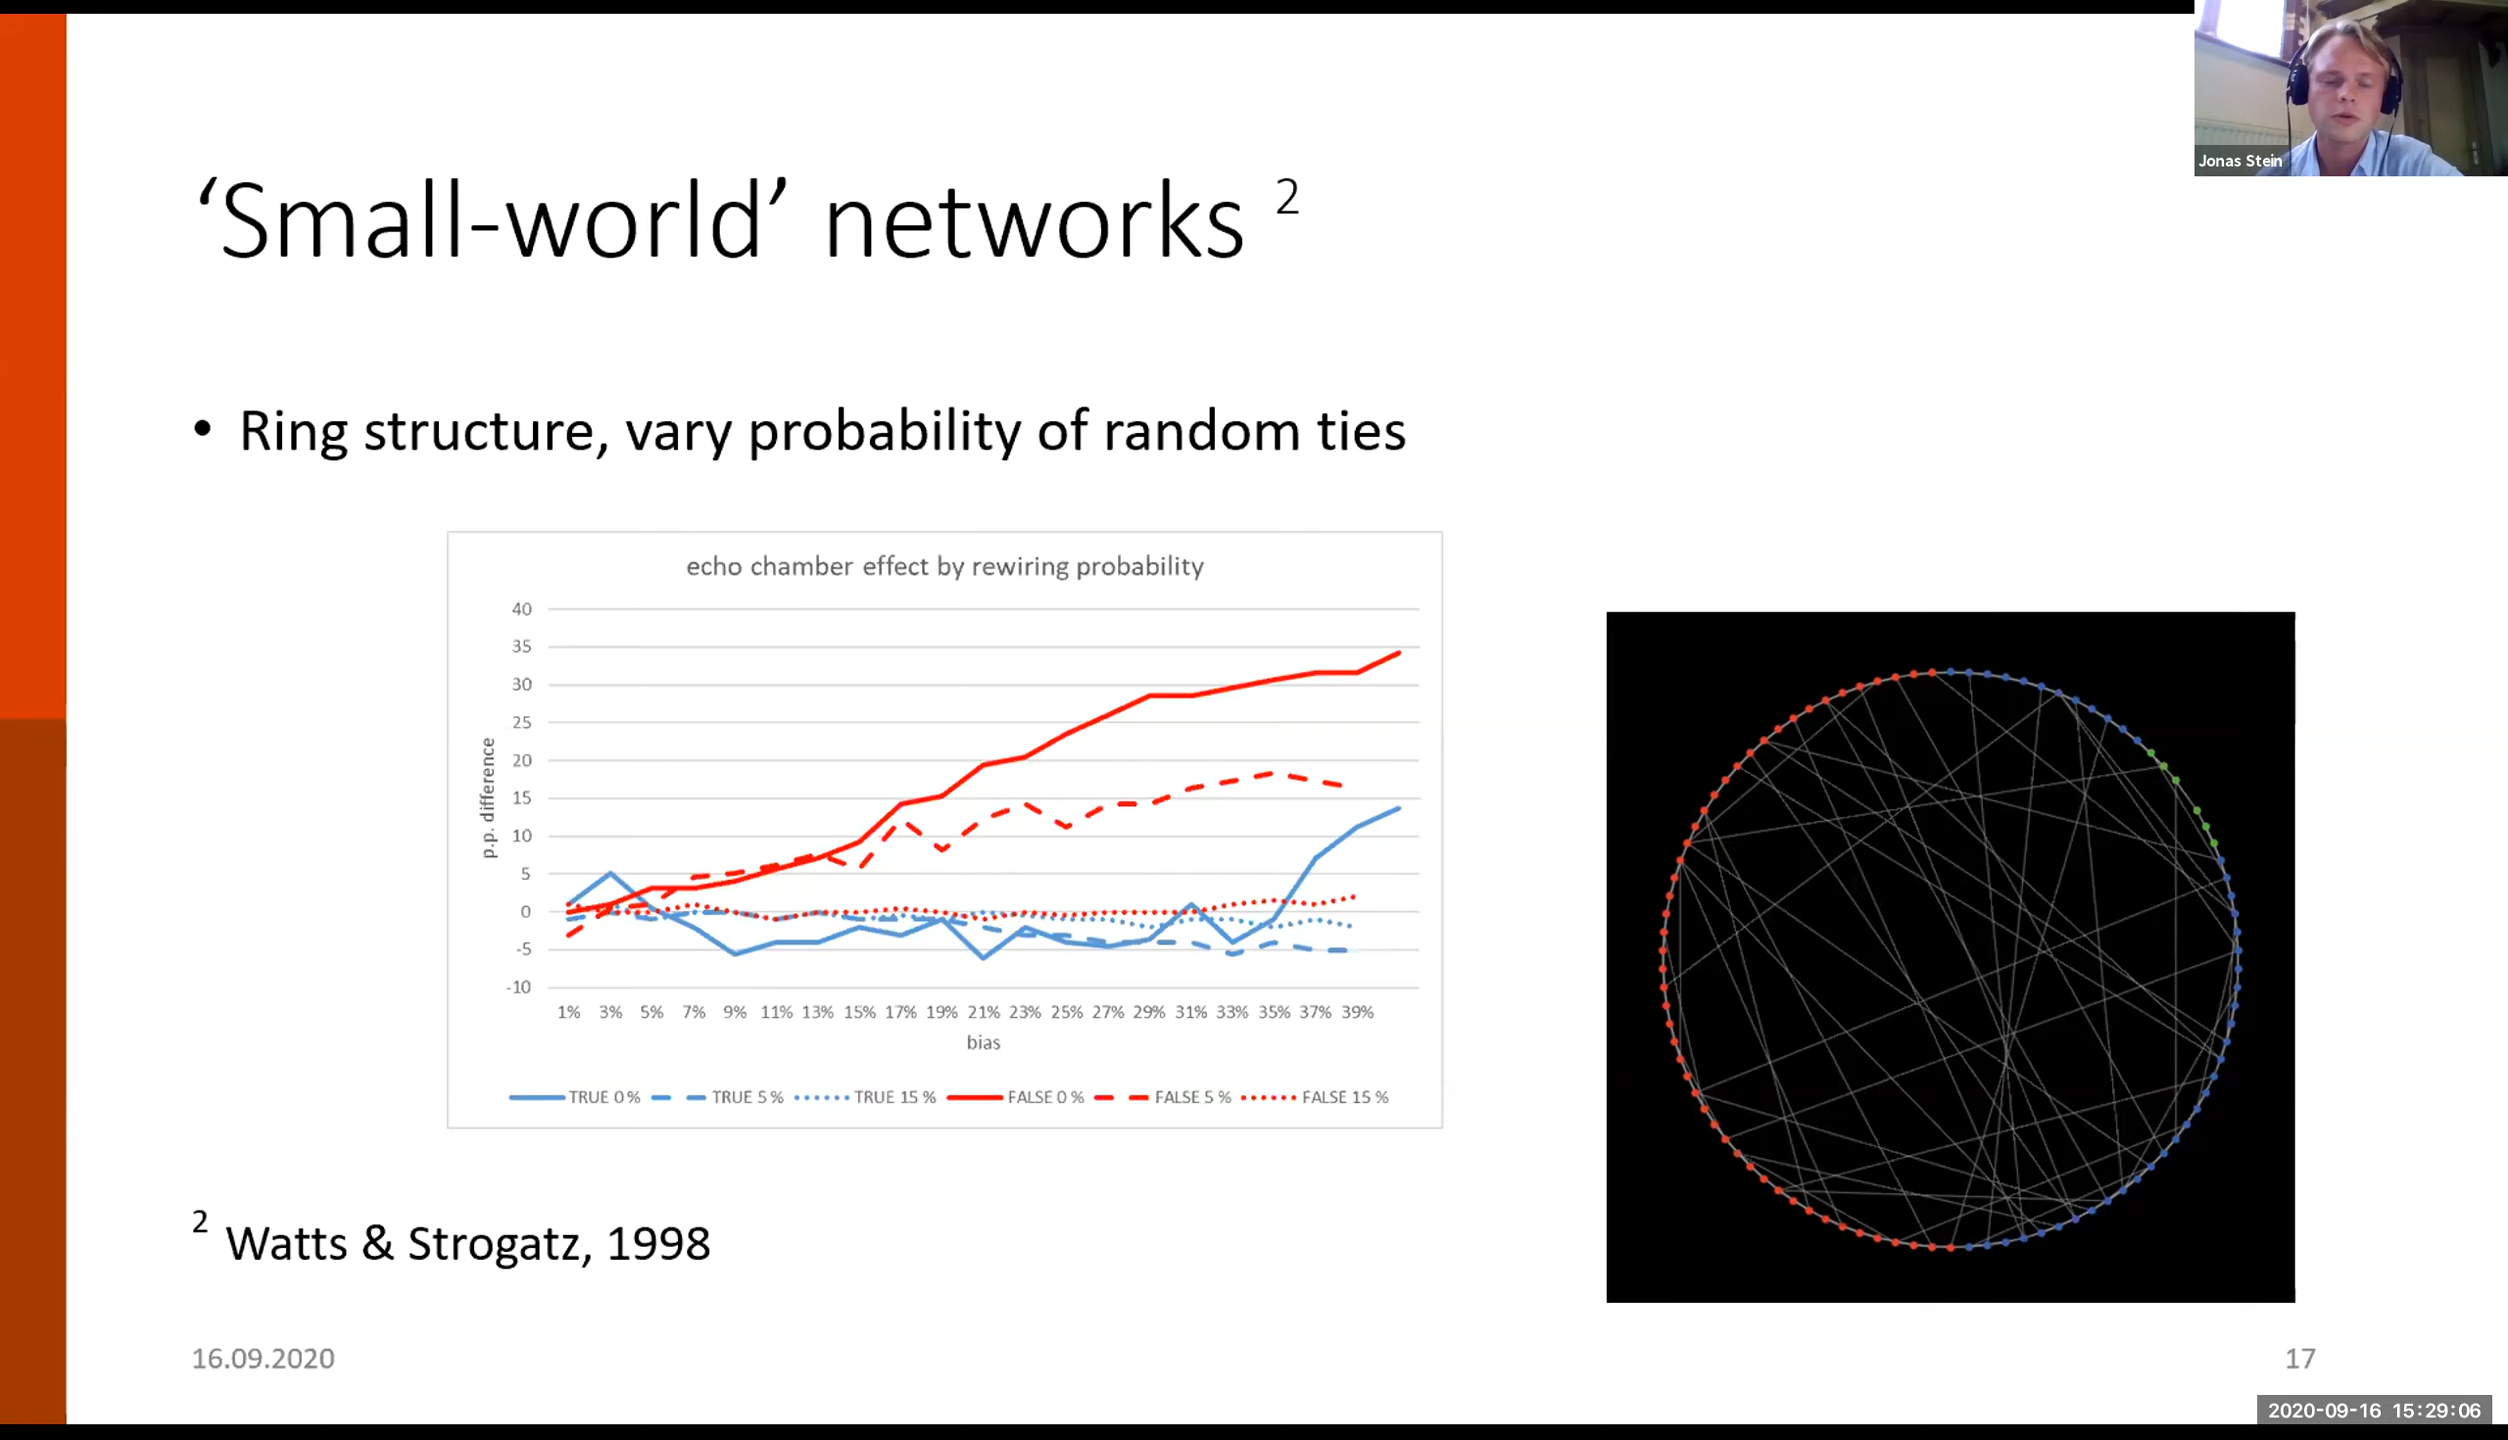 Jonas Stein
‘Small-world’ networks 2
• Ring structure, vary probability of random ties
echo chamber effect by rewiring probability
40
35
30
25
20
15
10
5
0
-5
-10
p.p. difference
1% 3% 5% 7% 9% 11% 13% 15% 17% 19% 21% 23% 25% 27% 29% 31% 33% 35% 37% 39%
bias
TRUE 0 % TRUE 5 % TRUE 15 % FALSE 0 % FALSE 5 % FALSE 15 %
2 Watts & Strogatz, 1998
16.09.2020
17
2020-09-16 15:29:06